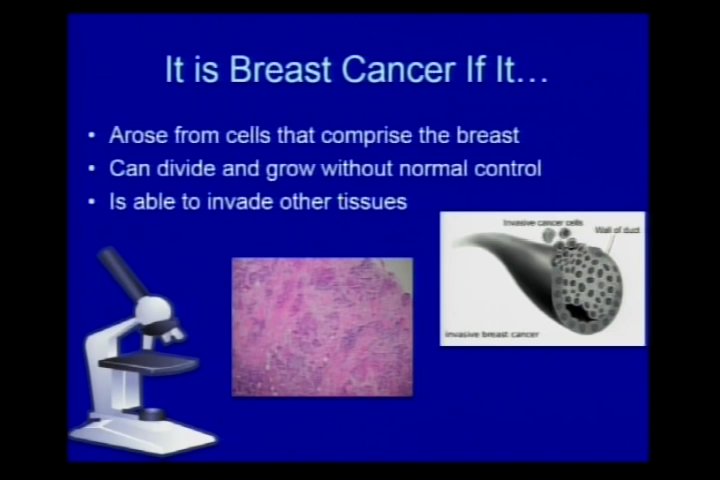 It is Breast Cancer If It…
• Arose from cells that comprise the breast
• Can divide and grow without normal control
• Is able to invade other tissues
Invasive cancer cells
Wall of duct
invasive breast cancer